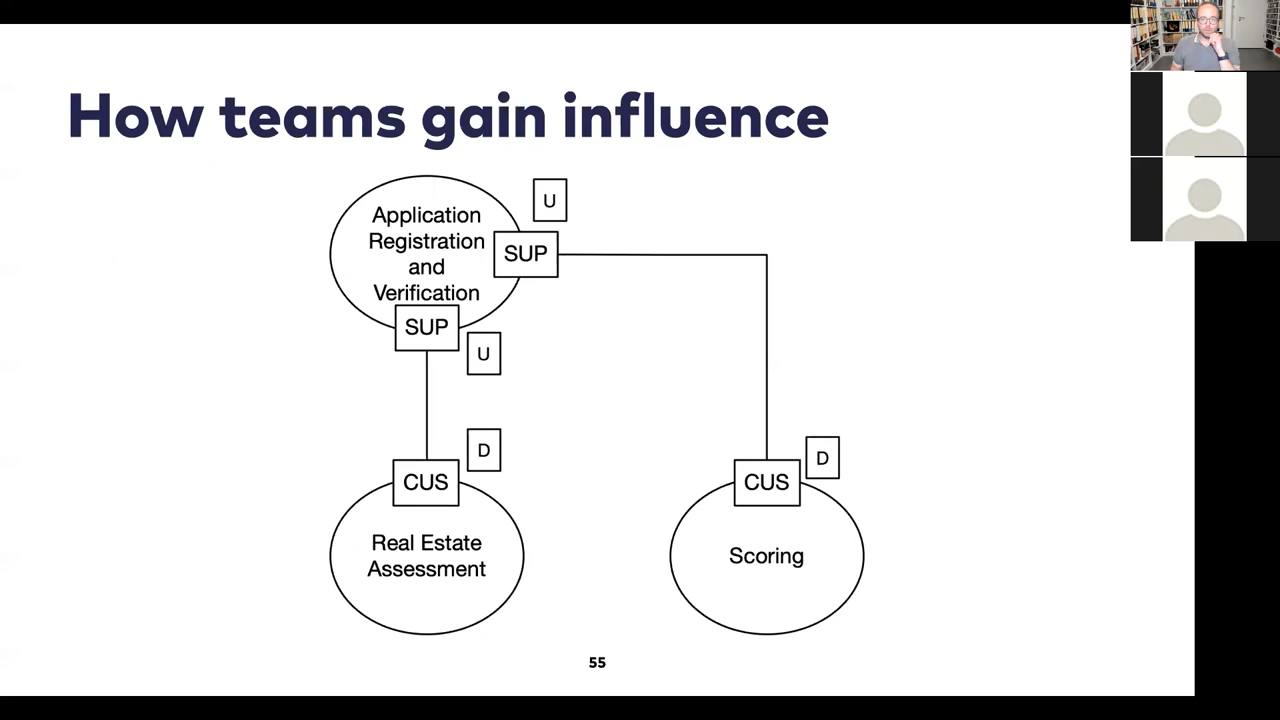 How teams gain influence
U
Application
Registration
and
Verification
SUP
SUP
U
D
CUS
Real Estate
Assessment
D
CUS
Scoring
55